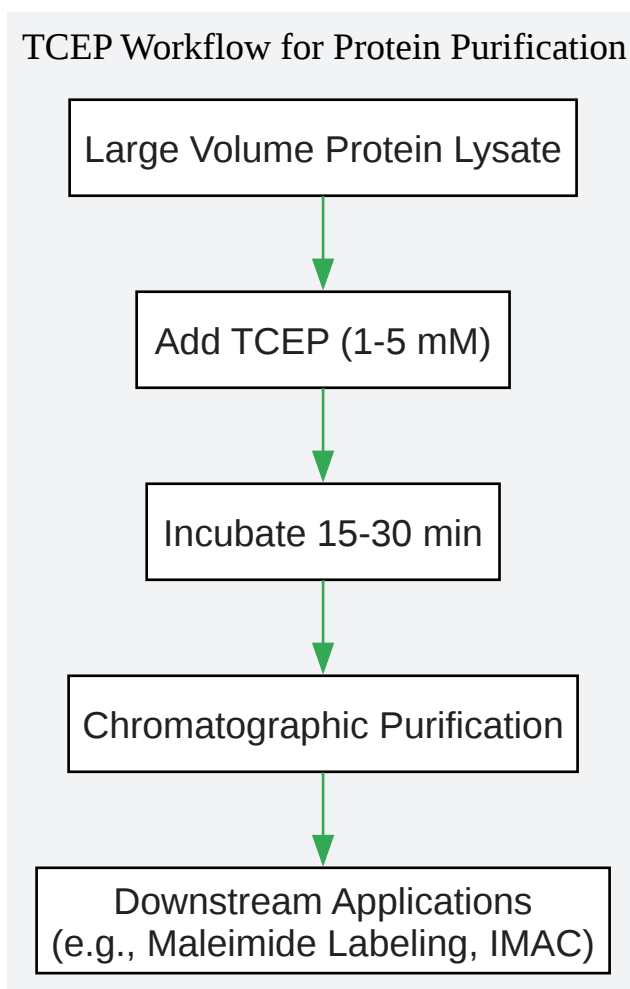 TCEP Workflow for Protein Purification
Large Volume Protein Lysate
Add TCEP (1-5 mM)
Incubate 15-30 min
Chromatographic Purification
Downstream Applications
(e.g., Maleimide Labeling, IMAC)